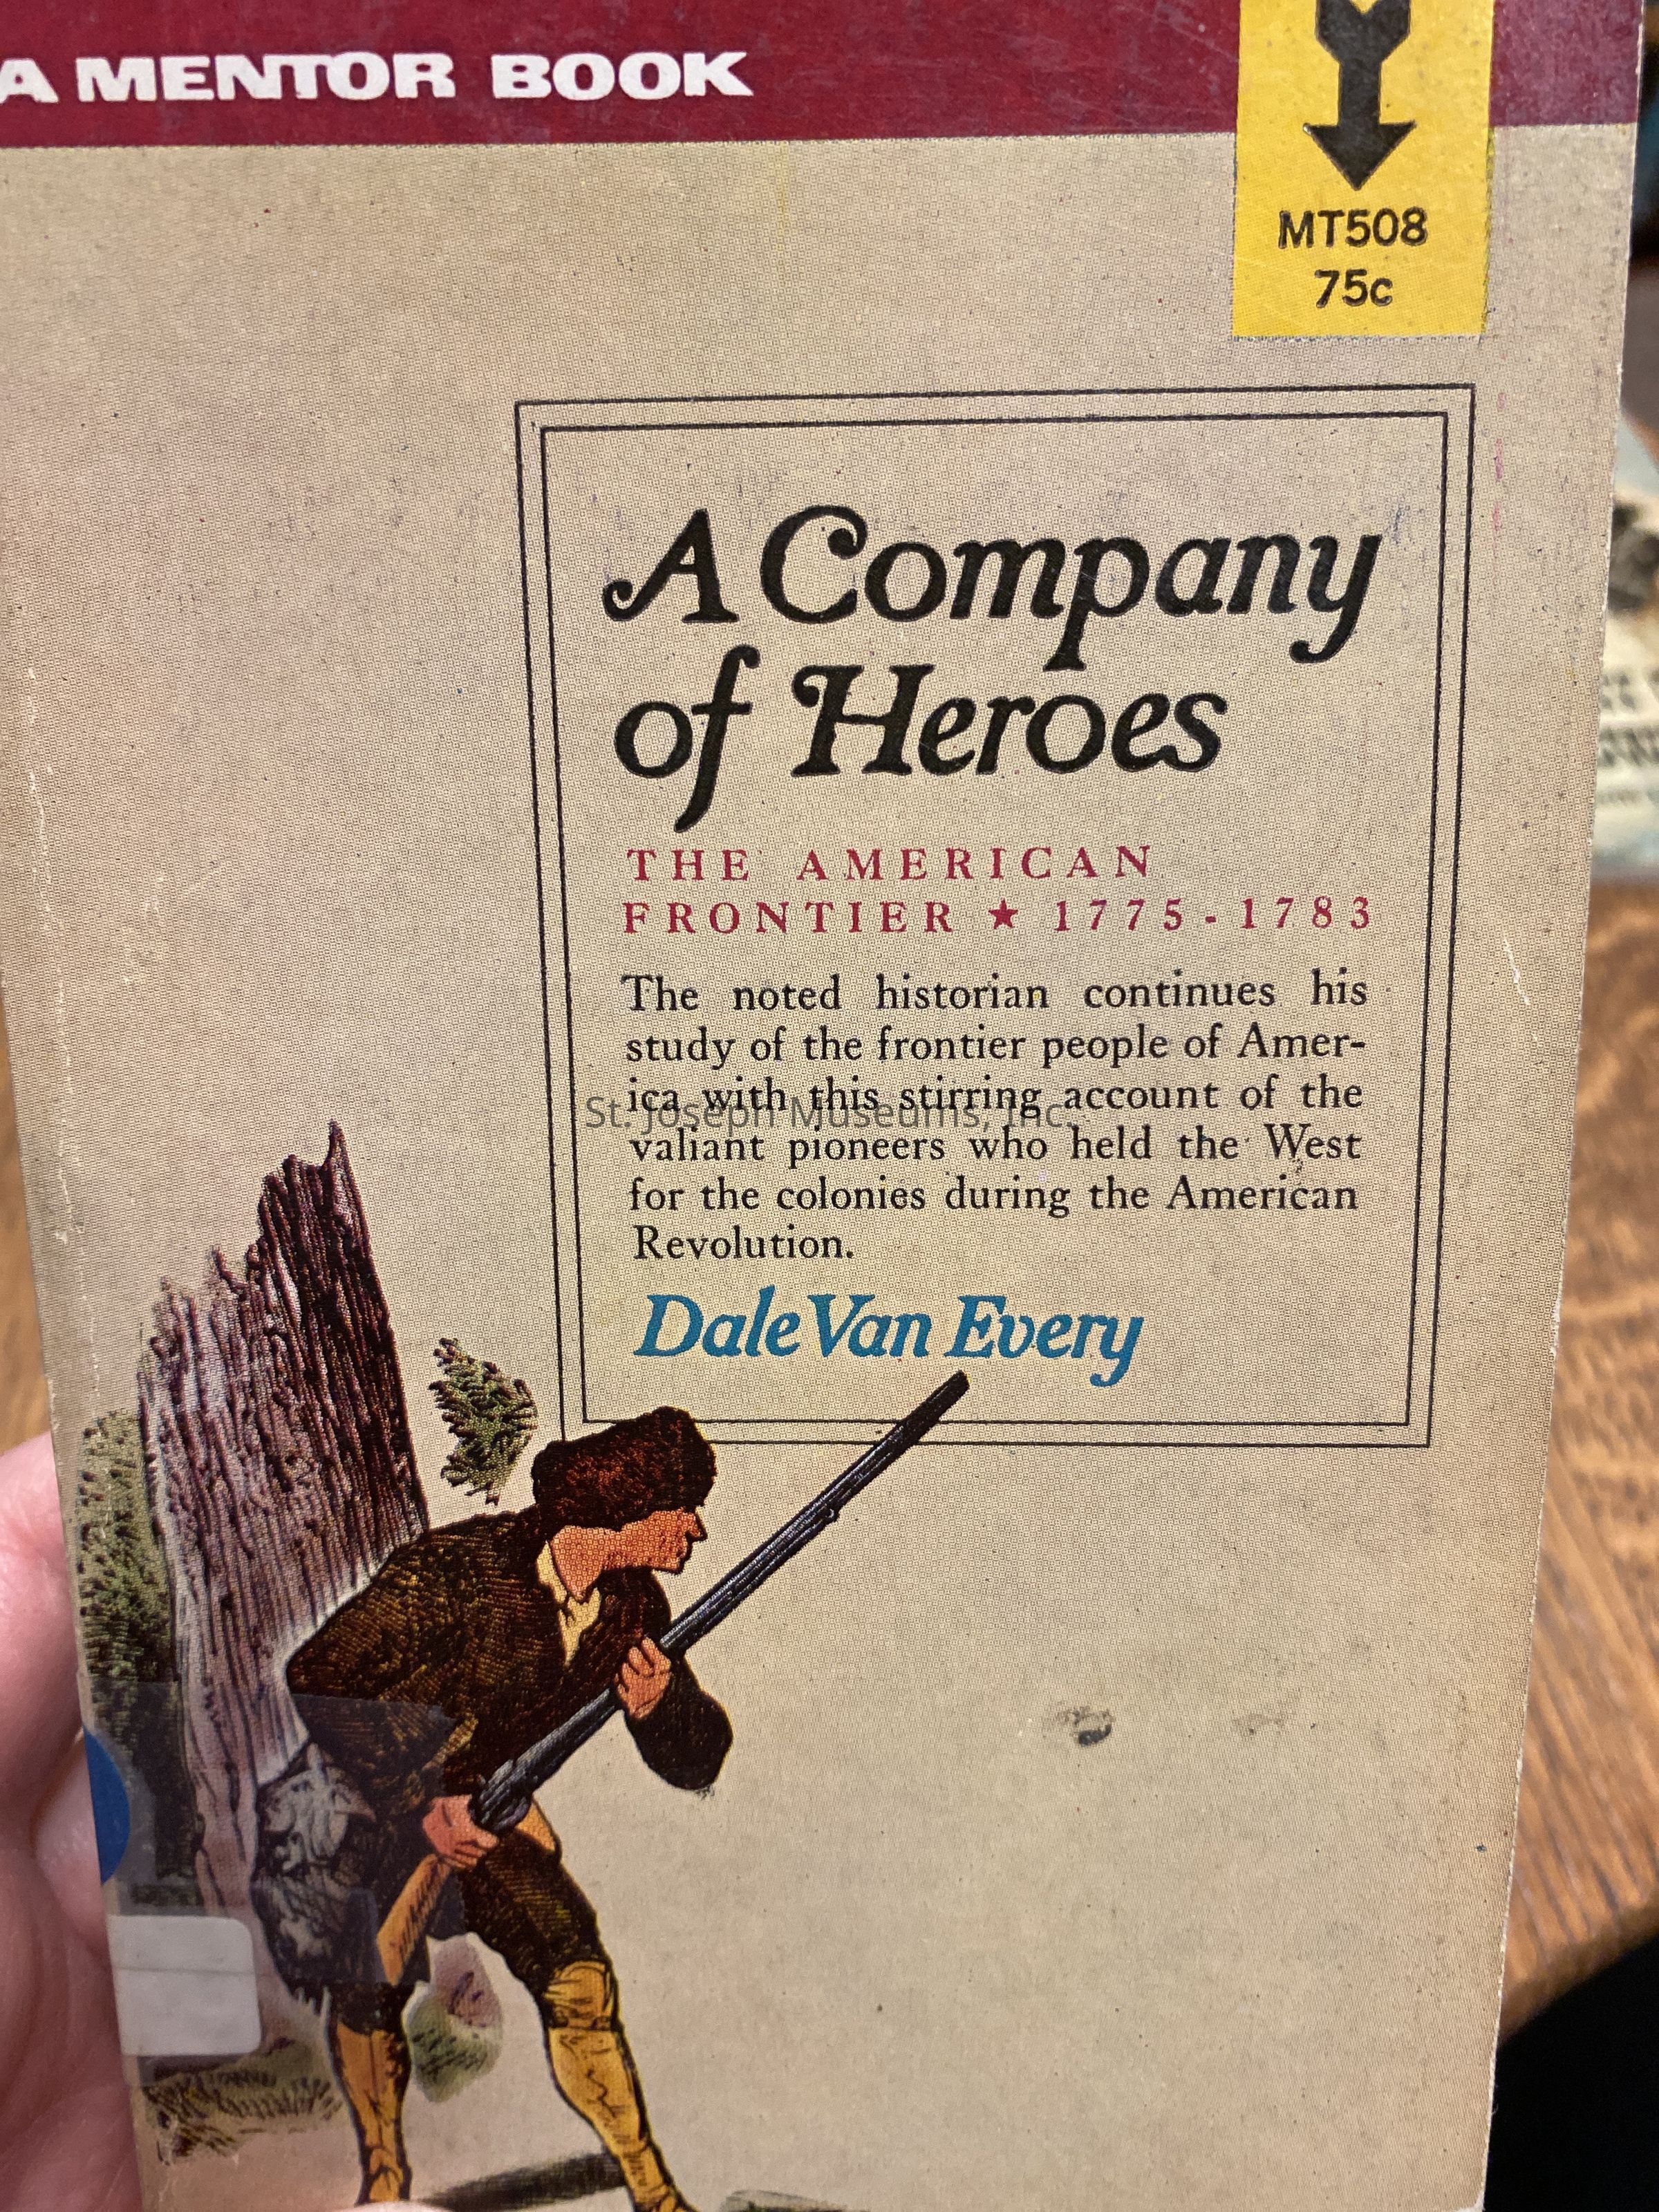 A MENTOR BOOK
MT508
75c
A Company
of Heroes
THE AMERICAN
FRONTIER ★ 1775-1783
The noted historian continues his
study of the frontier people of Amer-
ica with this stirring account of the
St. Joseph Museums, Inc.
valiant pioneers who held the West
for the colonies during the American
Revolution.
Dale Van Every